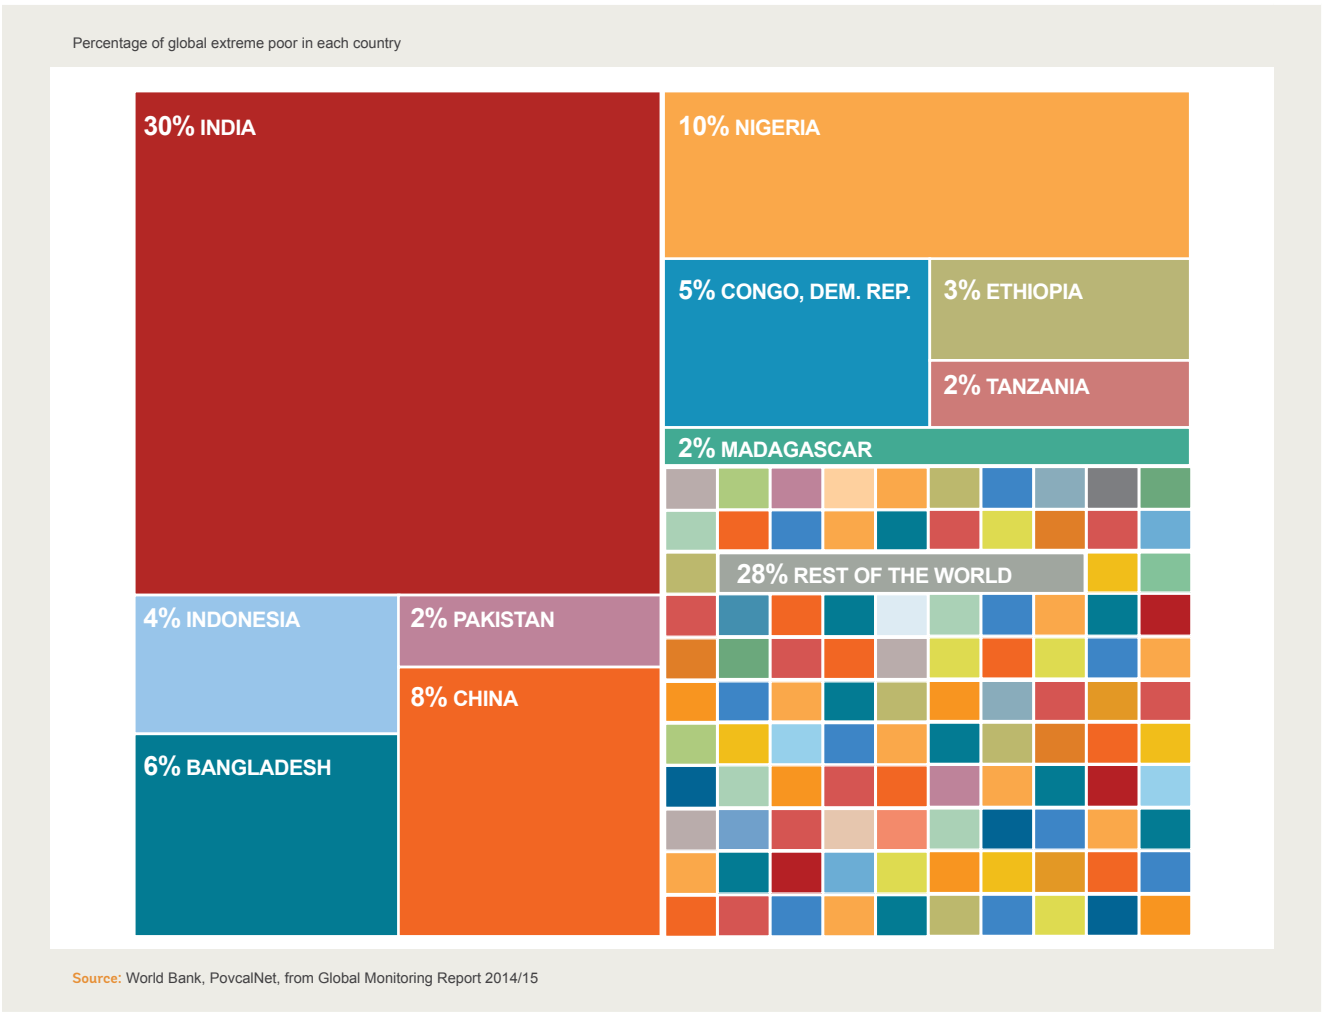 Percentage of global extreme poor in each country
30% INDIA
10% NIGERIA
5% CONGO, DEM. REP.
3% ETHIOPIA
2% TANZANIA
2% MADAGASCAR
28% REST OF THE WORLD
4% INDONESIA
2% PAKISTAN
8% CHINA
6% BANGLADESH
Source: World Bank, PovcalNet, from Global Monitoring Report 2014/15